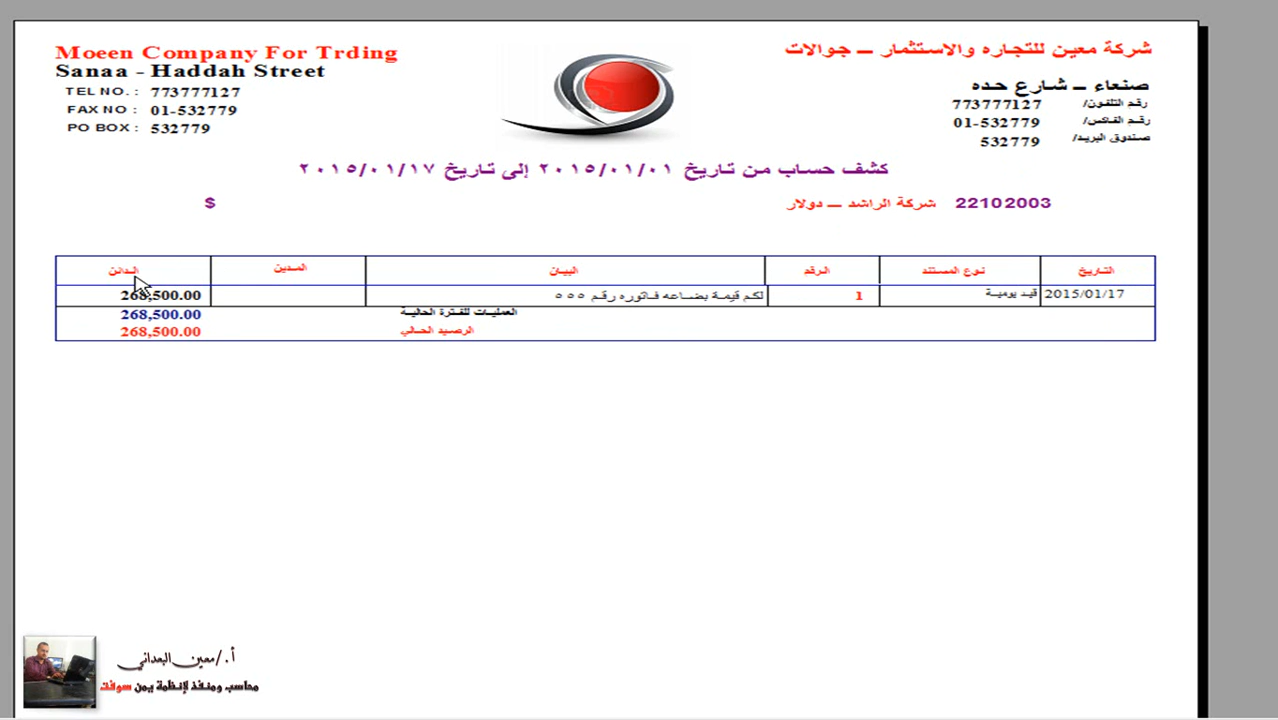 Moeen Company For Trding
Sanaa - Haddah Street
TEL NO. : 773777127
FAX NO : 01-532779
PO BOX : 532779
شركة معين للتجاره والاستثمار ــ جوالات
صنعاء ــ شارع حده
رقم التلفون/ 773777127
رقم الفاكس/ 01-532779
صندوق البريد/ 532779
كشف حساب من تاريخ ٢٠١٥/٠١/٠١ إلى تاريخ ٢٠١٥/٠١/١٧
22102003 شركة الراشد ــ دولار $
التاريخ نوع المستند الرقم البيان المدين الدائن
2015/01/17 قيد يومية 1 لكم قيمة بضاعه فاتوره رقم ٥٥٥ 268,500.00
العمليات للفترة الحالية 268,500.00
الرصيد الحالي 268,500.00
أ./معين البعداني
محاسب ومنفذ لإنظمة يمن سوفت